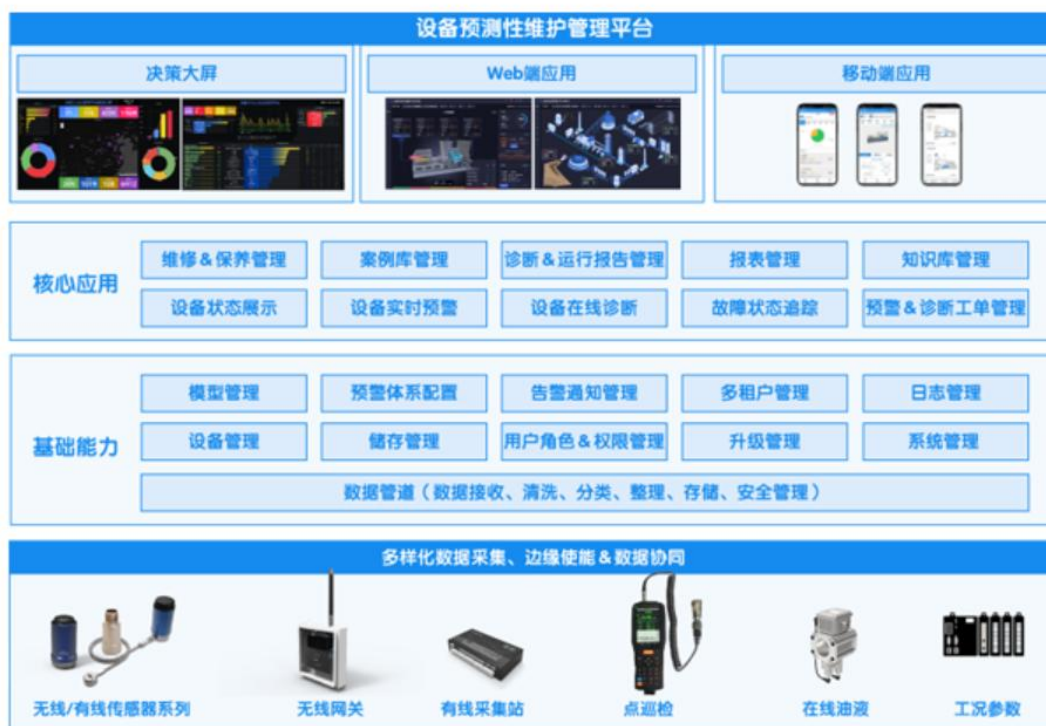 设备预测性维护管理平台
决策大屏
Web端应用
移动端应用
核心应用
维修&保养管理
案例库管理
诊断&运行报告管理
报表管理
知识库管理
设备状态展示
设备实时预警
设备在线诊断
故障状态追踪
预警&诊断工单管理
基础能力
模型管理
预警体系配置
告警通知管理
多租户管理
日志管理
设备管理
储存管理
用户角色&权限管理
升级管理
系统管理
数据管道（数据接收、清洗、分类、整理、存储、安全管理）
多样化数据采集、边缘使能&数据协同
无线/有线传感器系列
无线网关
有线采集站
点巡检
在线油液
工况参数